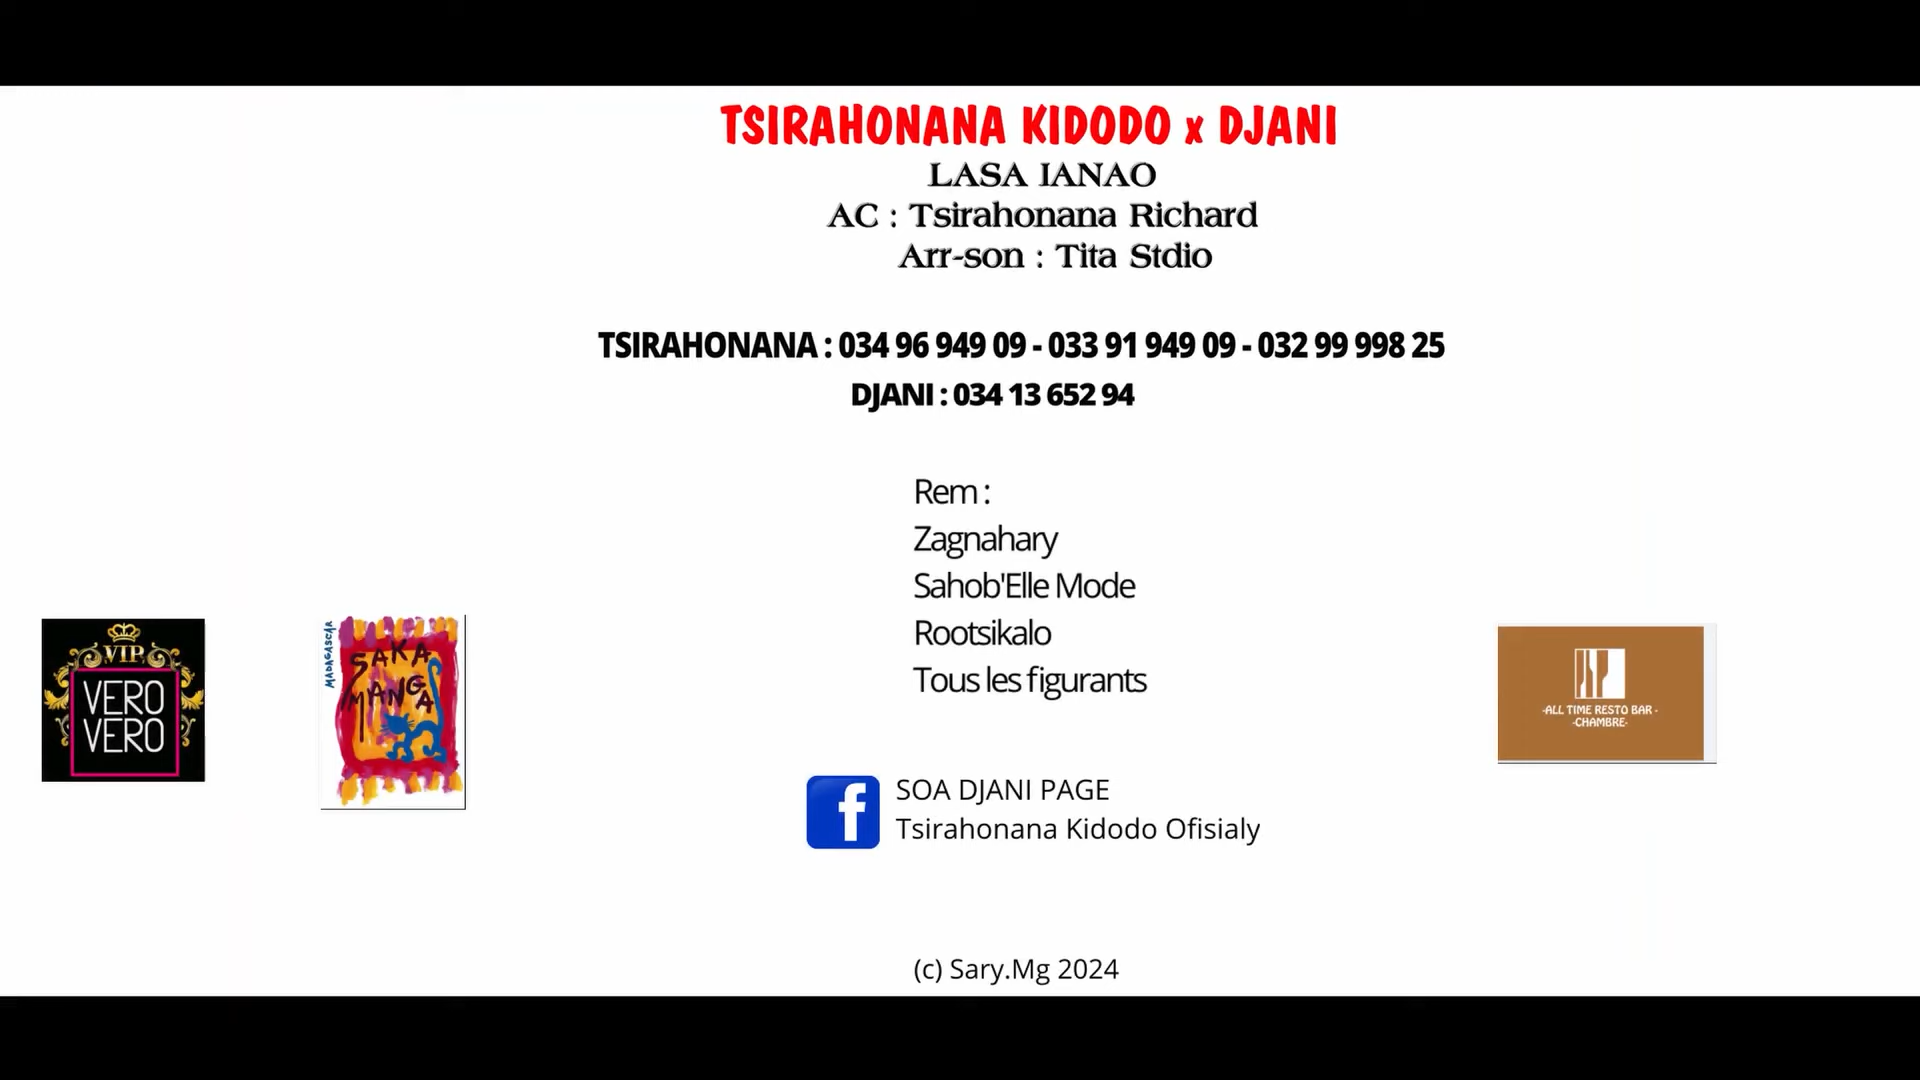 TSIRAHONANA KIDODO x DJANI
LASA IANAO
AC : Tsirahonana Richard
Arr-son : Tita Stdio
TSIRAHONANA : 034 96 949 09 - 033 91 949 09 - 032 99 998 25
DJANI : 034 13 652 94
Rem :
Zagnahary
Sahob'Elle Mode
Rootsikalo
Tous les figurants
VIP
VERO
VERO
MADAGASCAR
SAKA
MANGA
-ALL TIME RESTO BAR -
-CHAMBRE-
f
SOA DJANI PAGE
Tsirahonana Kidodo Ofisialy
(c) Sary.Mg 2024